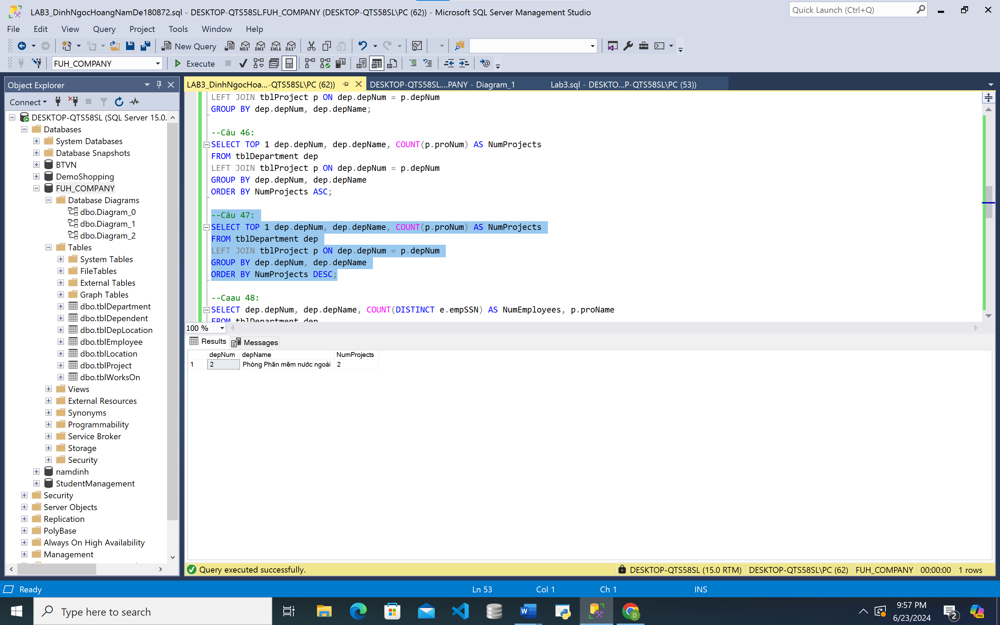 LAB3_DinhNgocHoangNamDe180872.sql - DESKTOP-QTS58SL.FUH_COMPANY (DESKTOP-QTS58SL\PC (62)) - Microsoft SQL Server Management Studio
Quick Launch (Ctrl+Q)
File Edit View Query Project Tools Window Help
New Query MDX DMX XMLA DAX
FUH_COMPANY Execute
Object Explorer
LAB3_DinhNgocHoa...-QTS58SL\PC (62)) DESKTOP-QTS58SL....PANY - Diagram_1 Lab3.sql - DESKTO...P-QTS58SL\PC (53))
Connect
DESKTOP-QTS58SL (SQL Server 15.0.
Databases
System Databases
Database Snapshots
BTVN
DemoShopping
FUH_COMPANY
Database Diagrams
dbo.Diagram_0
dbo.Diagram_1
dbo.Diagram_2
Tables
System Tables
FileTables
External Tables
Graph Tables
dbo.tblDepartment
dbo.tblDependent
dbo.tblDepLocation
dbo.tblEmployee
dbo.tblLocation
dbo.tblProject
dbo.tblWorksOn
Views
External Resources
Synonyms
Programmability
Service Broker
Storage
Security
namdinh
StudentManagement
Security
Server Objects
Replication
PolyBase
Always On High Availability
Management
LEFT JOIN tblProject p ON dep.depNum = p.depNum
GROUP BY dep.depNum, dep.depName;
--Câu 46:
SELECT TOP 1 dep.depNum, dep.depName, COUNT(p.proNum) AS NumProjects
FROM tblDepartment dep
LEFT JOIN tblProject p ON dep.depNum = p.depNum
GROUP BY dep.depNum, dep.depName
ORDER BY NumProjects ASC;
--Câu 47:
SELECT TOP 1 dep.depNum, dep.depName, COUNT(p.proNum) AS NumProjects
FROM tblDepartment dep
LEFT JOIN tblProject p ON dep.depNum = p.depNum
GROUP BY dep.depNum, dep.depName
ORDER BY NumProjects DESC;
--Caau 48:
SELECT dep.depNum, dep.depName, COUNT(DISTINCT e.empSSN) AS NumEmployees, p.proName
FROM tblDepartment dep
100 %
Results Messages
depNum depName NumProjects
1 2 Phòng Phần mềm nước ngoài 2
Query executed successfully. DESKTOP-QTS58SL (15.0 RTM) DESKTOP-QTS58SL\PC (62) FUH_COMPANY 00:00:00 1 rows
Ready Ln 53 Col 1 Ch 1 INS
Type here to search
9:57 PM
6/23/2024
2
PRE
D